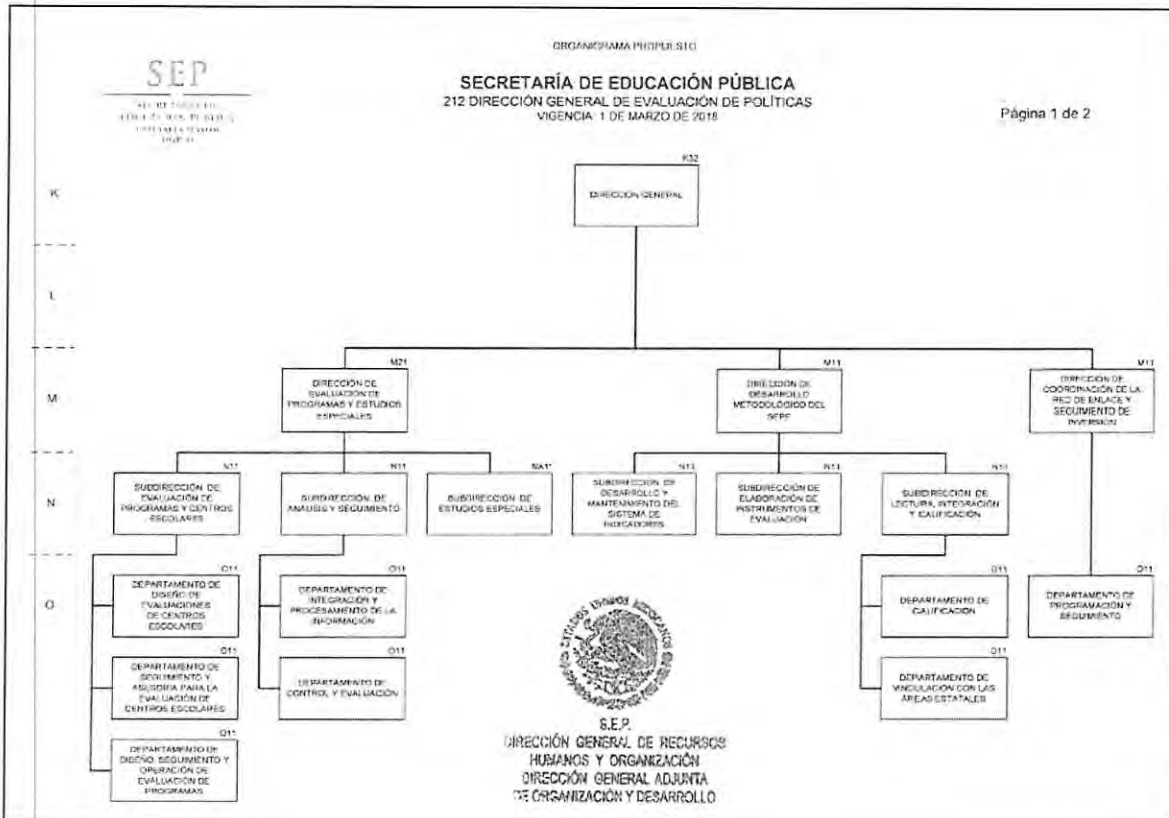 ORGANIGRAMA PROPUESTO
SEP
SECRETARÍA DE
EDUCACIÓN PÚBLICA
SECRETARÍA DE EDUCACIÓN PÚBLICA
212 DIRECCIÓN GENERAL DE EVALUACIÓN DE POLÍTICAS
VIGENCIA: 1 DE MARZO DE 2018
Página 1 de 2
K
K32
DIRECCIÓN GENERAL
L
M
M21
DIRECCIÓN DE
EVALUACIÓN DE
PROGRAMAS Y ESTUDIOS
ESPECIALES
M11
DIRECCIÓN DE
DESARROLLO
METODOLÓGICO DEL
M11
DIRECCIÓN DE
COORDINACIÓN DE LA
RED DE ENLACE Y
SEGUIMIENTO DE
INVERSIÓN
N
N11
SUBDIRECCIÓN DE
EVALUACIÓN DE
PROGRAMAS Y CENTROS
ESCOLARES
N11
SUBDIRECCIÓN DE
ANÁLISIS Y SEGUIMIENTO
NA1
SUBDIRECCIÓN DE
ESTUDIOS ESPECIALES
N11
SUBDIRECCIÓN DE
DESARROLLO Y
MANTENIMIENTO DEL
SISTEMA DE
INDICADORES
N11
SUBDIRECCIÓN DE
ELABORACIÓN DE
INSTRUMENTOS DE
EVALUACIÓN
N11
SUBDIRECCIÓN DE
LECTURA, INTEGRACIÓN
Y CALIFICACIÓN
O
O11
DEPARTAMENTO DE
DISEÑO DE
EVALUACIONES
DE CENTROS
ESCOLARES
O11
DEPARTAMENTO DE
INTEGRACIÓN Y
PROCESAMIENTO DE LA
INFORMACIÓN
O11
DEPARTAMENTO DE
CALIFICACIÓN
O11
DEPARTAMENTO DE
PROGRAMACIÓN Y
SEGUIMIENTO
O11
DEPARTAMENTO DE
SEGUIMIENTO Y
ASESORÍA PARA LA
EVALUACIÓN DE
CENTROS ESCOLARES
O11
DEPARTAMENTO DE
CONTROL Y EVALUACIÓN
O11
DEPARTAMENTO DE
VINCULACIÓN CON LAS
ÁREAS ESTATALES
O11
DEPARTAMENTO DE
DISEÑO, SEGUIMIENTO Y
OPERACIÓN DE
EVALUACIÓN DE
PROGRAMAS
ESTADOS UNIDOS MEXICANOS
S.E.P.
DIRECCIÓN GENERAL DE RECURSOS
HUMANOS Y ORGANIZACIÓN
DIRECCIÓN GENERAL ADJUNTA
DE ORGANIZACIÓN Y DESARROLLO